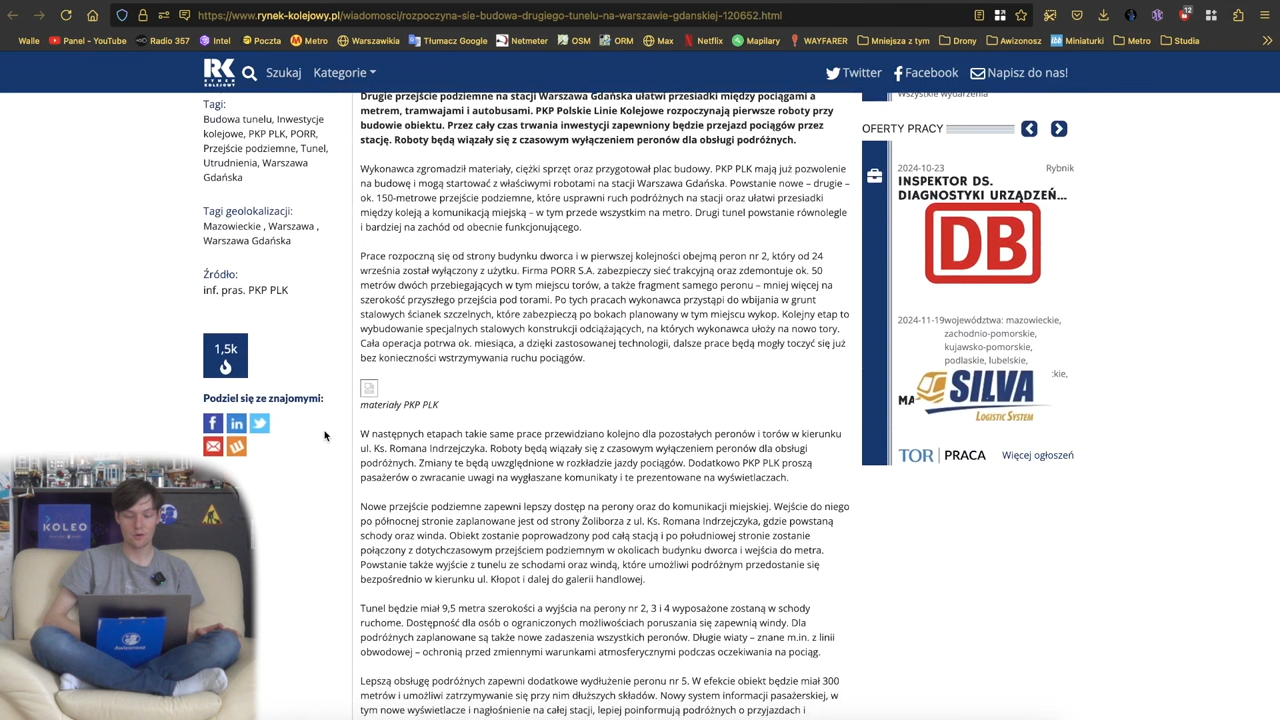 https://www.rynek-kolejowy.pl/wiadomosci/rozpoczyna-sie-budowa-drugiego-tunelu-na-warszawie-gdanskiej-120652.html
12
Walle Panel - YouTube Radio 357 Intel Poczta Metro Warszawikia Tłumacz Google Netmeter OSM ORM Max Netflix Mapilary WAYFARER Mniejsza z tym Drony Awizonosz Miniaturki Metro Studia
RK
RYNEK
KOLEJOWY
Szukaj Kategorie
Twitter Facebook Napisz do nas!
Tagi:
Budowa tunelu, Inwestycje
kolejowe, PKP PLK, PORR,
Przejście podziemne, Tunel,
Utrudnienia, Warszawa
Gdańska
Tagi geolokalizacji:
Mazowieckie , Warszawa ,
Warszawa Gdańska
Źródło:
inf. pras. PKP PLK
1,5k
Podziel się ze znajomymi:
Drugie przejście podziemne na stacji Warszawa Gdańska ułatwi przesiadki między pociągami a
metrem, tramwajami i autobusami. PKP Polskie Linie Kolejowe rozpoczynają pierwsze roboty przy
budowie obiektu. Przez cały czas trwania inwestycji zapewniony będzie przejazd pociągów przez
stację. Roboty będą wiązały się z czasowym wyłączeniem peronów dla obsługi podróżnych.
Wykonawca zgromadził materiały, ciężki sprzęt oraz przygotował plac budowy. PKP PLK mają już pozwolenie
na budowę i mogą startować z właściwymi robotami na stacji Warszawa Gdańska. Powstanie nowe – drugie –
ok. 150-metrowe przejście podziemne, które usprawni ruch podróżnych na stacji oraz ułatwi przesiadki
między koleją a komunikacją miejską – w tym przede wszystkim na metro. Drugi tunel powstanie równolegle
i bardziej na zachód od obecnie funkcjonującego.
Prace rozpoczną się od strony budynku dworca i w pierwszej kolejności obejmą peron nr 2, który od 24
września został wyłączony z użytku. Firma PORR S.A. zabezpieczy sieć trakcyjną oraz zdemontuje ok. 50
metrów dwóch przebiegających w tym miejscu torów, a także fragment samego peronu – mniej więcej na
szerokość przyszłego przejścia pod torami. Po tych pracach wykonawca przystąpi do wbijania w grunt
stalowych ścianek szczelnych, które zabezpieczą po bokach planowany w tym miejscu wykop. Kolejny etap to
wybudowanie specjalnych stalowych konstrukcji odciążających, na których wykonawca ułoży na nowo tory.
Cała operacja potrwa ok. miesiąca, a dzięki zastosowanej technologii, dalsze prace będą mogły toczyć się już
bez konieczności wstrzymywania ruchu pociągów.
materiały PKP PLK
W następnych etapach takie same prace przewidziano kolejno dla pozostałych peronów i torów w kierunku
ul. Ks. Romana Indrzejczyka. Roboty będą wiązały się z czasowym wyłączeniem peronów dla obsługi
podróżnych. Zmiany te będą uwzględnione w rozkładzie jazdy pociągów. Dodatkowo PKP PLK proszą
pasażerów o zwracanie uwagi na wygłaszane komunikaty i te prezentowane na wyświetlaczach.
Nowe przejście podziemne zapewni lepszy dostęp na perony oraz do komunikacji miejskiej. Wejście do niego
po północnej stronie zaplanowane jest od strony Żoliborza z ul. Ks. Romana Indrzejczyka, gdzie powstaną
schody oraz winda. Obiekt zostanie poprowadzony pod całą stacją i po południowej stronie zostanie
połączony z dotychczasowym przejściem podziemnym w okolicach budynku dworca i wejścia do metra.
Powstanie także wyjście z tunelu ze schodami oraz windą, które umożliwi podróżnym przedostanie się
bezpośrednio w kierunku ul. Kłopot i dalej do galerii handlowej.
Tunel będzie miał 9,5 metra szerokości a wyjścia na perony nr 2, 3 i 4 wyposażone zostaną w schody
ruchome. Dostępność dla osób o ograniczonych możliwościach poruszania się zapewnią windy. Dla
podróżnych zaplanowane są także nowe zadaszenia wszystkich peronów. Długie wiaty – znane m.in. z linii
obwodowej – ochronią przed zmiennymi warunkami atmosferycznymi podczas oczekiwania na pociąg.
Lepszą obsługę podróżnych zapewni dodatkowe wydłużenie peronu nr 5. W efekcie obiekt będzie miał 300
metrów i umożliwi zatrzymywanie się przy nim dłuższych składów. Nowy system informacji pasażerskiej, w
tym nowe wyświetlacze i nagłośnienie na całej stacji, lepiej poinformują podróżnych o przyjazdach i
Wszystkie wydarzenia
OFERTY PRACY
2024-10-23 Rybnik
INSPEKTOR DS.
DIAGNOSTYKI URZĄDZEŃ...
DB
2024-11-19 województwa: mazowieckie,
zachodnio-pomorskie,
kujawsko-pomorskie,
podlaskie, lubelskie,
kie,
MA
SILVA
LOGISTIC SYSTEM
TOR | PRACA Więcej ogłoszeń
KOLEO
Awizonosz